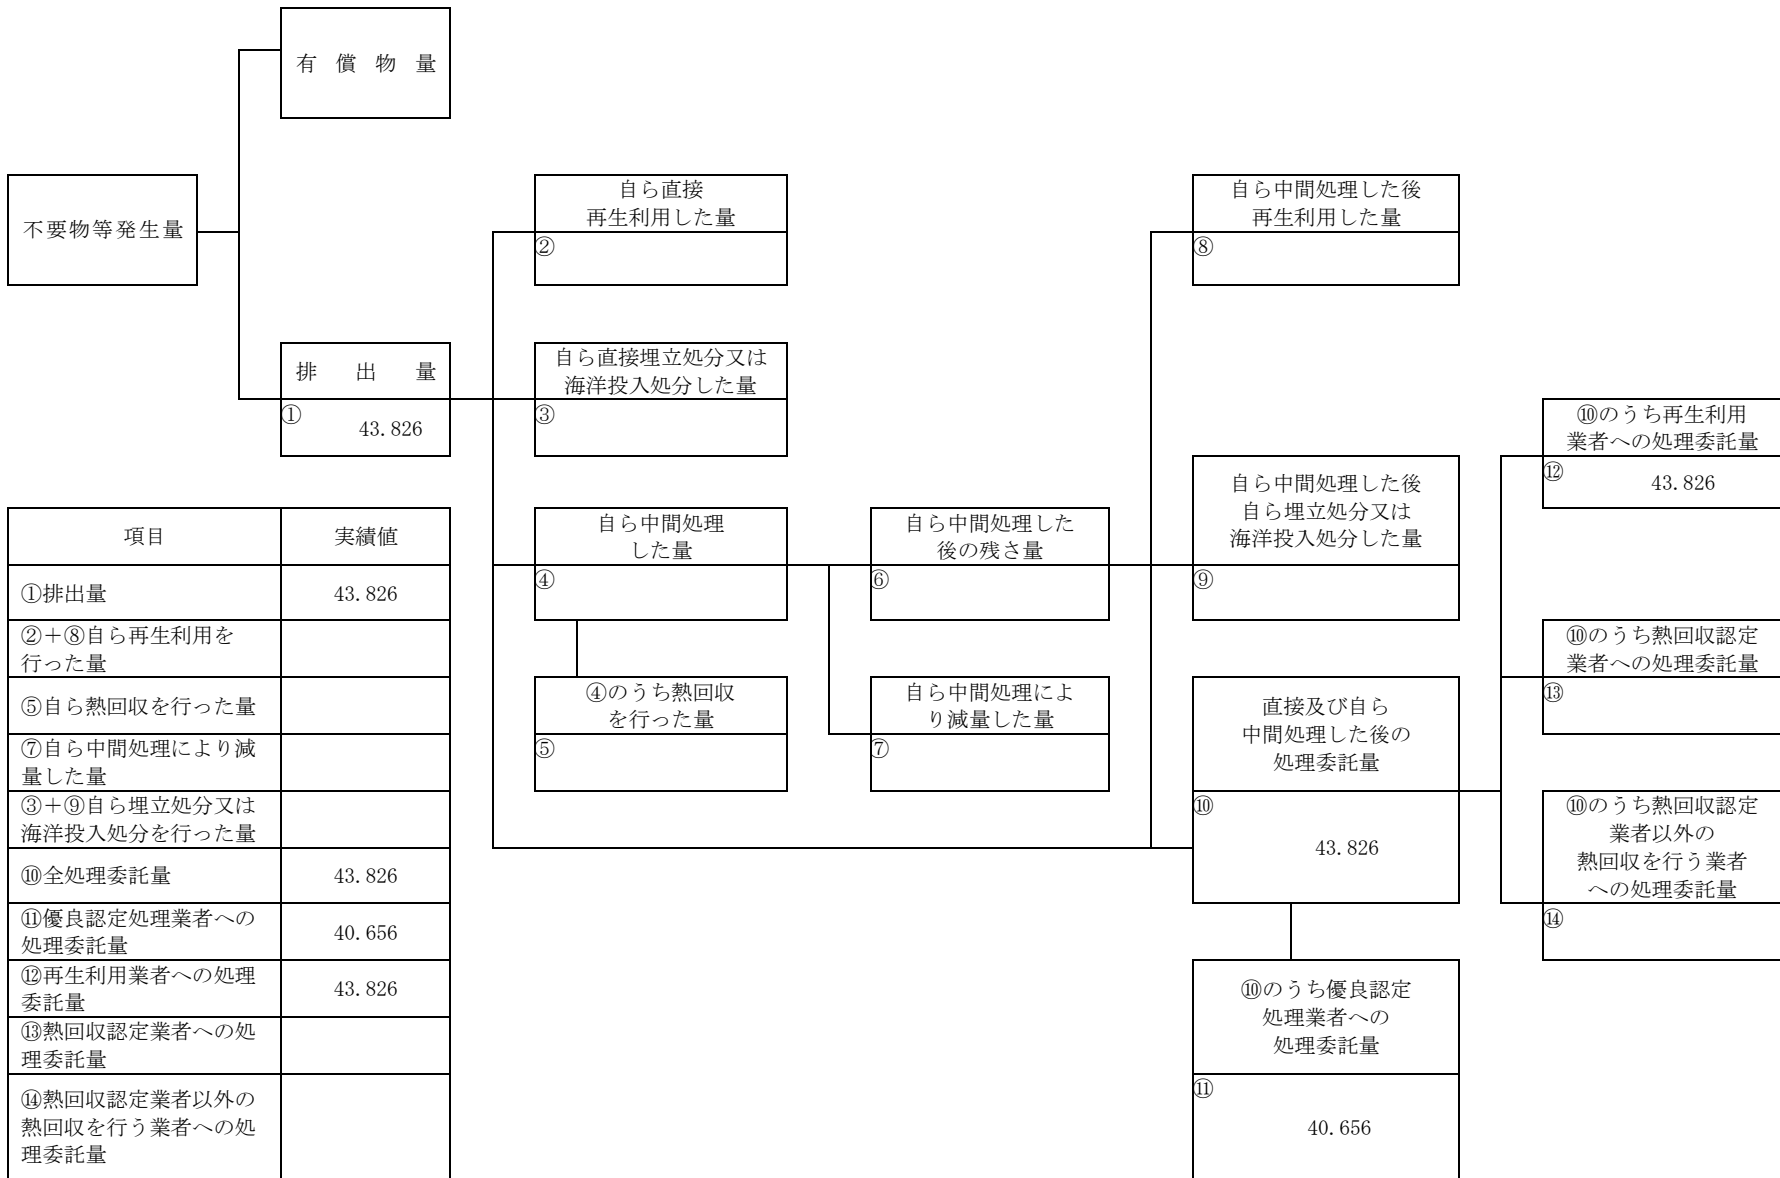 有償物量
不要物等発生量
排出量
①
43.826
自ら直接
再生利用した量
②
自ら直接埋立処分又は
海洋投入処分した量
③
自ら中間処理
した量
④
④のうち熱回収
を行った量
⑤
自ら中間処理した
後の残さ量
⑥
自ら中間処理によ
り減量した量
⑦
自ら中間処理した後
再生利用した量
⑧
自ら中間処理した後
自ら埋立処分又は
海洋投入処分した量
⑨
直接及び自ら
中間処理した後の
処理委託量
⑩
43.826
⑩のうち優良認定
処理業者への
処理委託量
⑪
40.656
⑩のうち再生利用
業者への処理委託量
⑫
43.826
⑩のうち熱回収認定
業者への処理委託量
⑬
⑩のうち熱回収認定
業者以外の
熱回収を行う業者
への処理委託量
⑭
項目 実績値
①排出量 43.826
②＋⑧自ら再生利用を
行った量
⑤自ら熱回収を行った量
⑦自ら中間処理により減
量した量
③＋⑨自ら埋立処分又は
海洋投入処分を行った量
⑩全処理委託量 43.826
⑪優良認定処理業者への
処理委託量 40.656
⑫再生利用業者への処理
委託量 43.826
⑬熱回収認定業者への処
理委託量
⑭熱回収認定業者以外の
熱回収を行う業者への処
理委託量